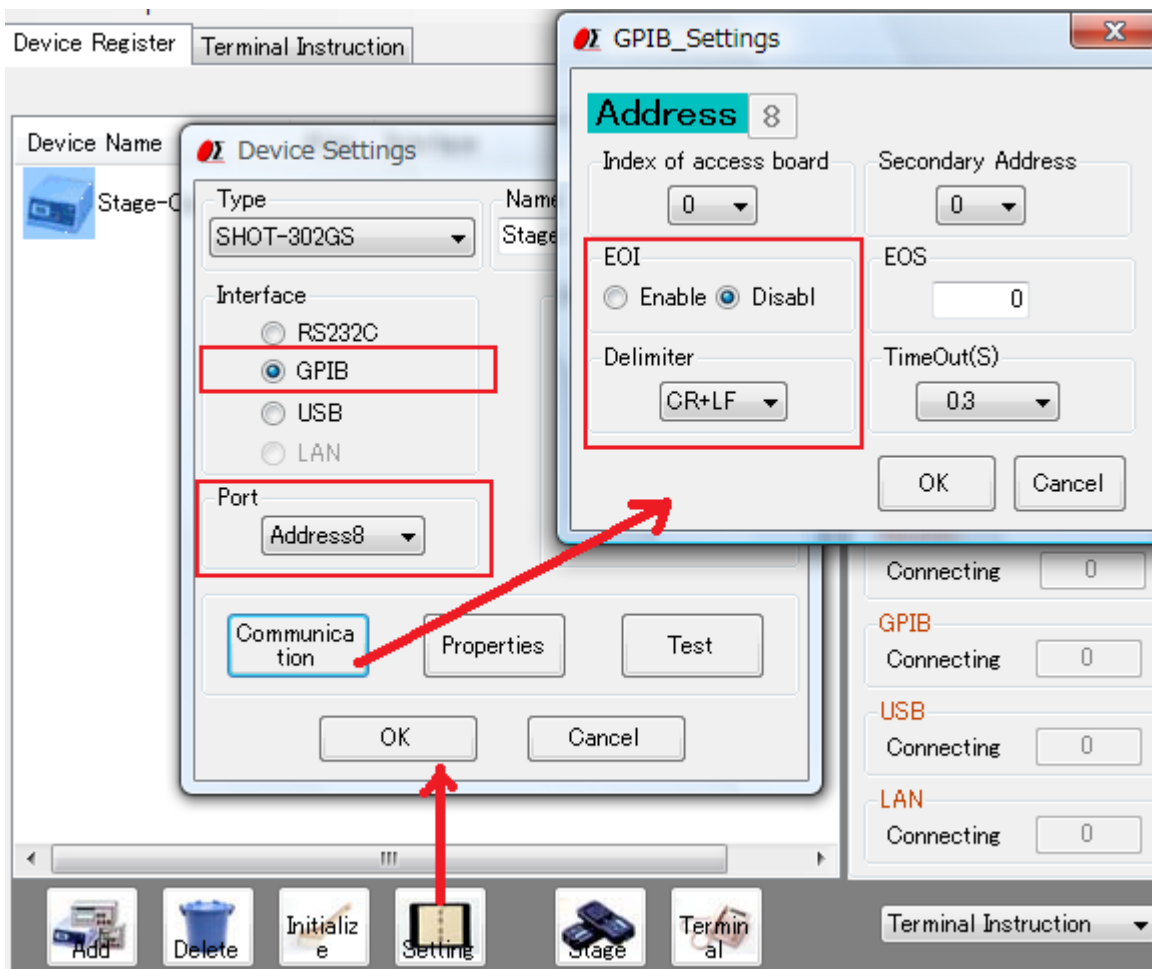 Device Register
Terminal Instruction
GPIB_Settings
Address 8
Index of access board
0
Secondary Address
0
EOI
Enable
Disabl
EOS
0
Delimiter
CR+LF
TimeOut(S)
0.3
OK
Cancel
Device Name
Stage-C
Device Settings
Type
SHOT-302GS
Name
Stage
Interface
RS232C
GPIB
USB
LAN
Port
Address8
Communica
tion
Properties
Test
OK
Cancel
Connecting 0
GPIB
Connecting 0
USB
Connecting 0
LAN
Connecting 0
Add
Delete
Initializ
e
Setting
Stage
Termin
al
Terminal Instruction